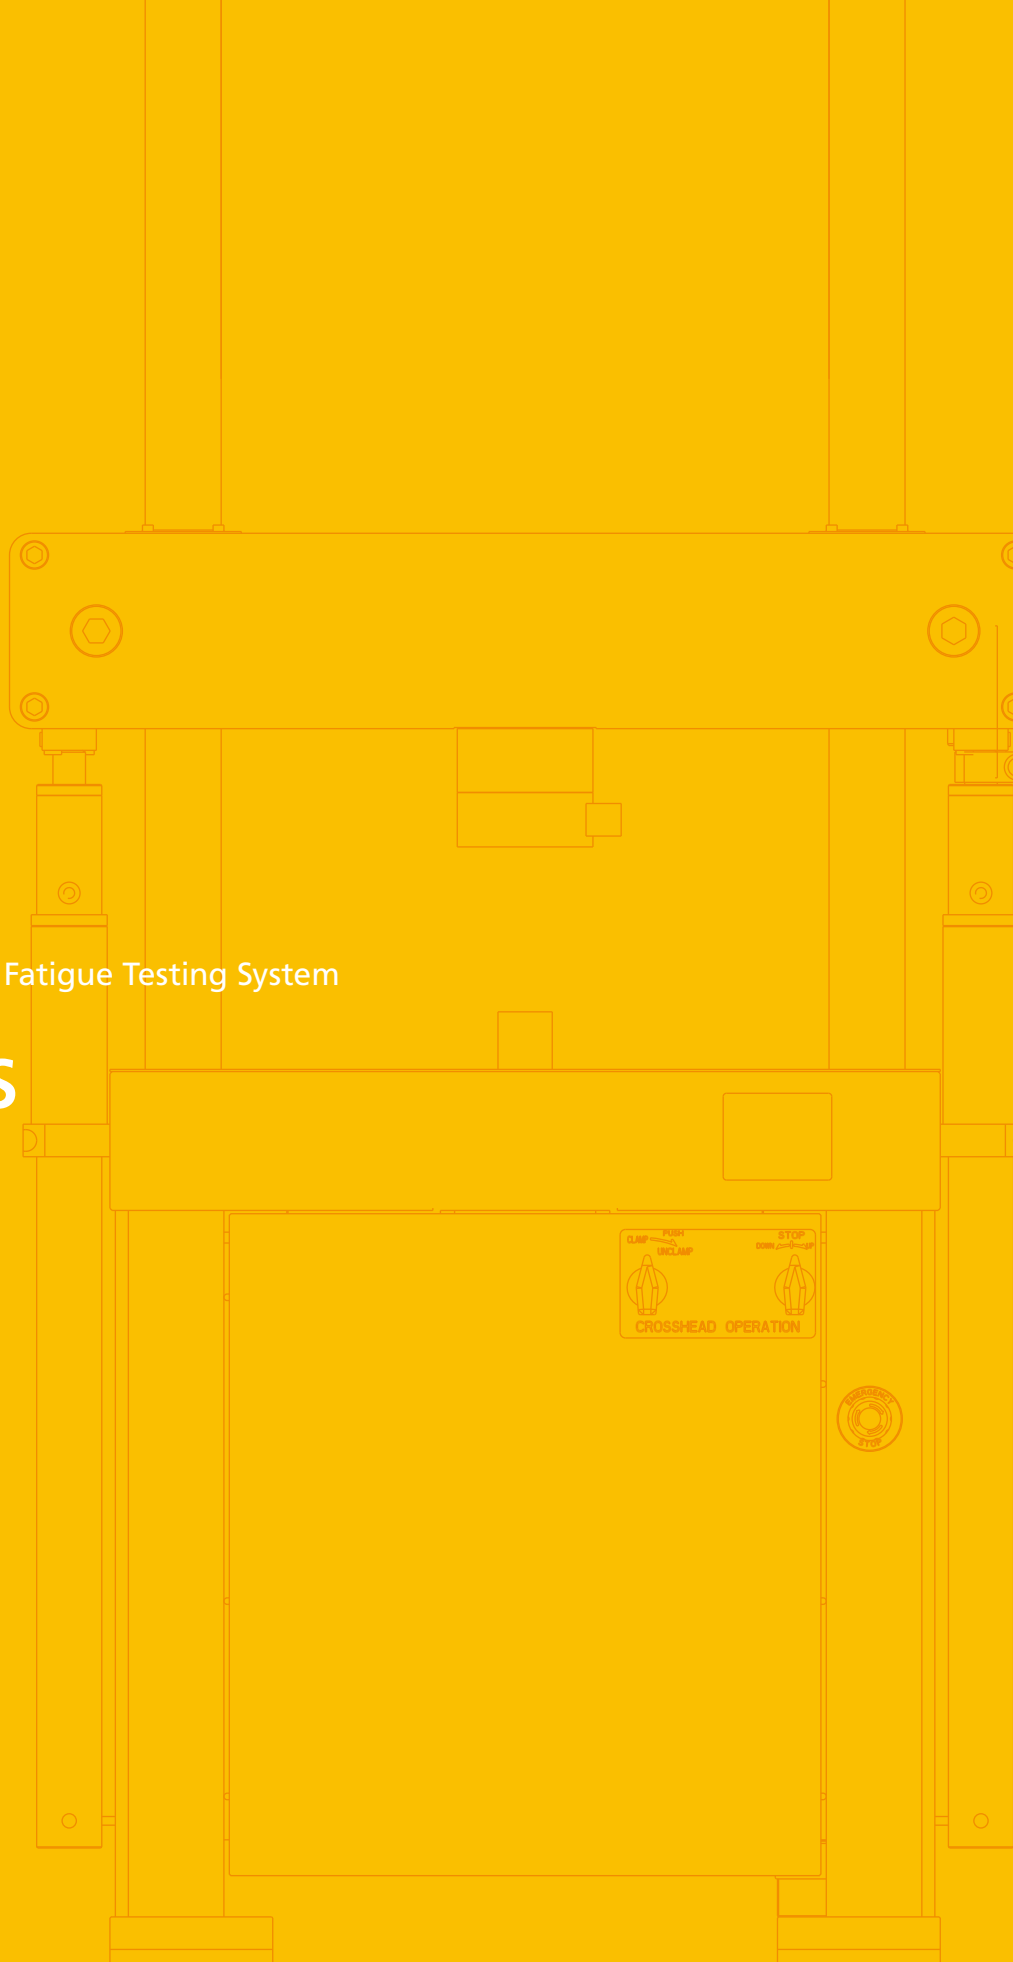 Fatigue Testing System
s
PUSH
CLAMP
UNCLAMP
STOP
DOWN UP
CROSSHEAD OPERATION
EMERGENCY
STOP